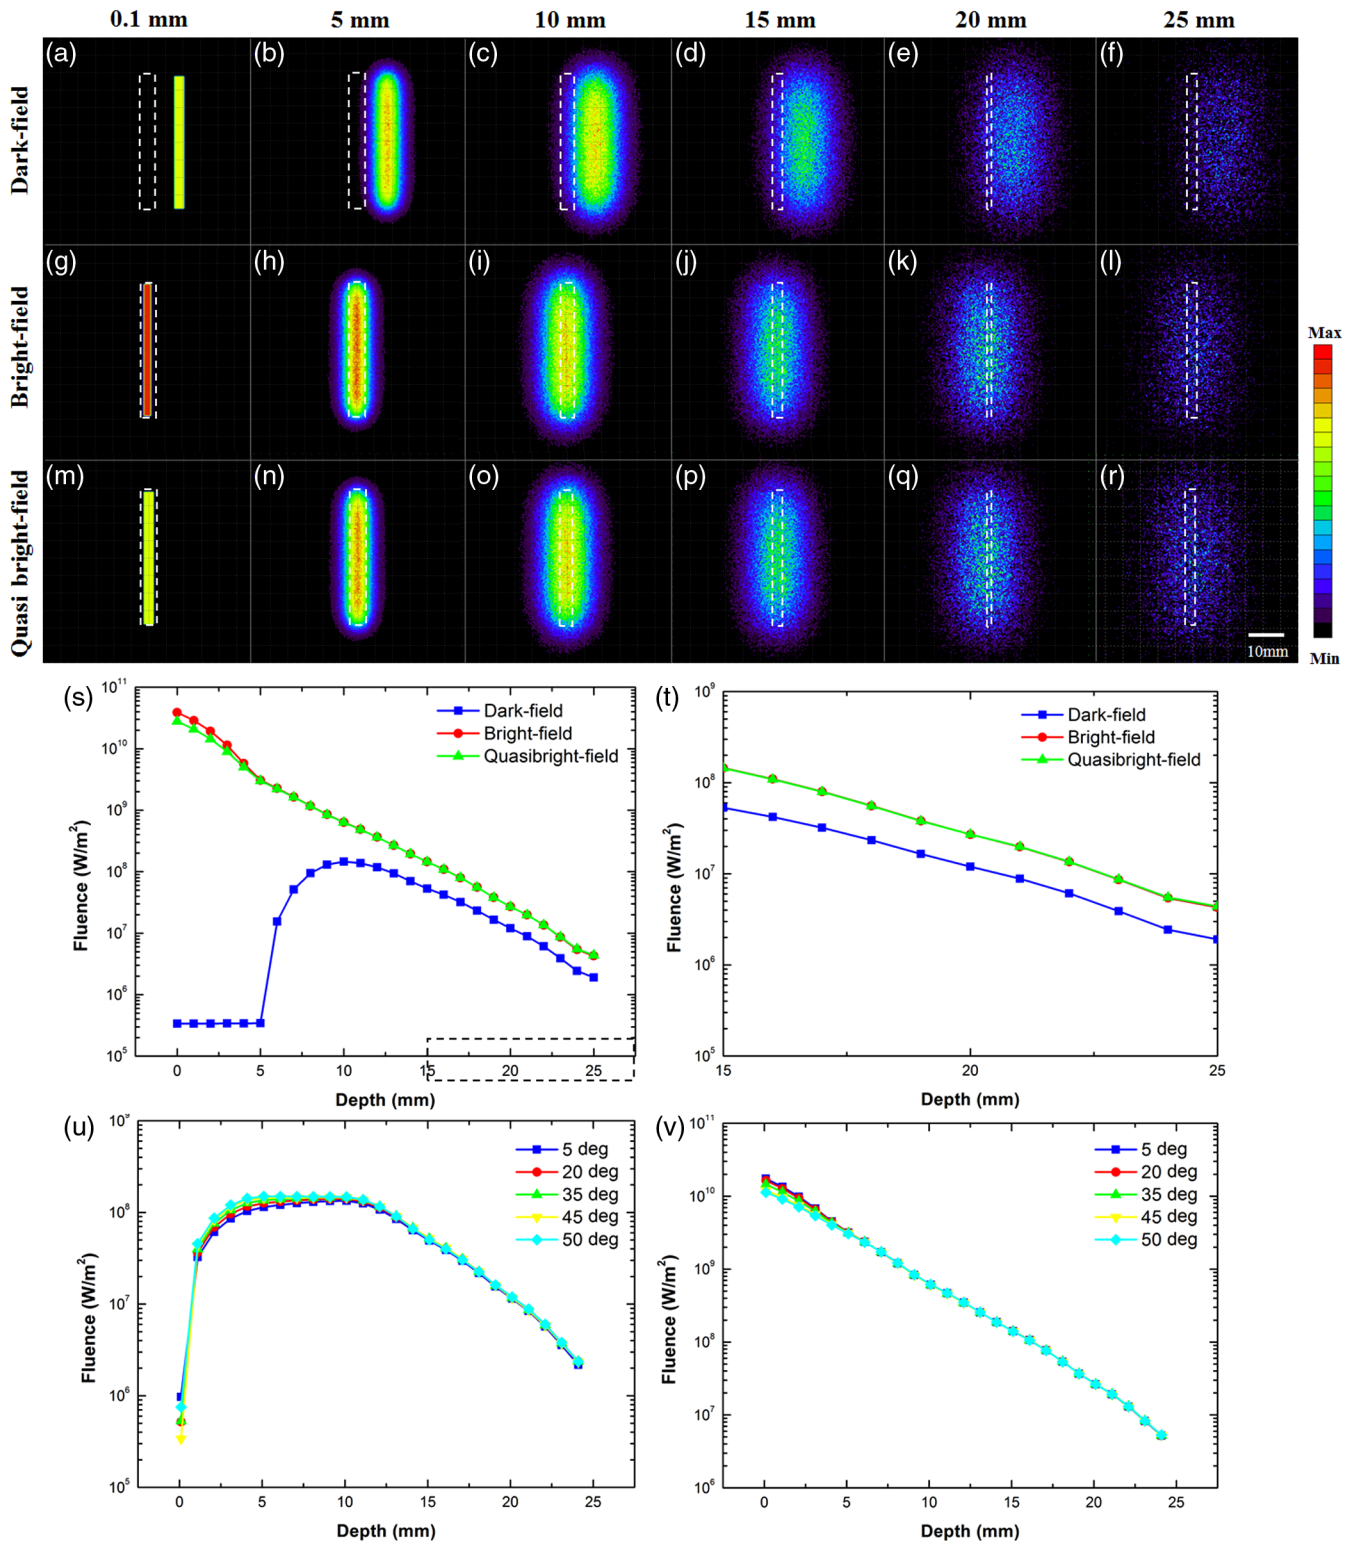 0.1 mm 5 mm 10 mm 15 mm 20 mm 25 mm
Dark-field
(a) (b) (c) (d) (e) (f)
Bright-field
(g) (h) (i) (j) (k) (l)
Quasi bright-field
(m) (n) (o) (p) (q) (r)
10mm
Max
Min
(s)
Fluence (W/m²)
10¹¹
10¹⁰
10⁹
10⁸
10⁷
10⁶
10⁵
0 5 10 15 20 25
Depth (mm)
Dark-field
Bright-field
Quasibright-field
(t)
Fluence (W/m²)
10⁹
10⁸
10⁷
10⁶
10⁵
15 20 25
Depth (mm)
Dark-field
Bright-field
Quasibright-field
(u)
Fluence (W/m²)
10⁹
10⁸
10⁷
10⁶
10⁵
0 5 10 15 20 25
Depth (mm)
5 deg
20 deg
35 deg
45 deg
50 deg
(v)
Fluence (W/m²)
10¹¹
10¹⁰
10⁹
10⁸
10⁷
10⁶
0 5 10 15 20 25
Depth (mm)
5 deg
20 deg
35 deg
45 deg
50 deg